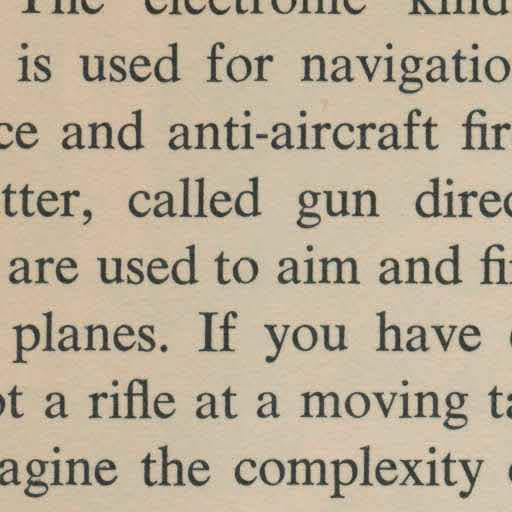 The electronic kind
is used for navigatio
ce and anti-aircraft fir
tter, called gun direc
are used to aim and fi
planes. If you have
ot a rifle at a moving ta
agine the complexity